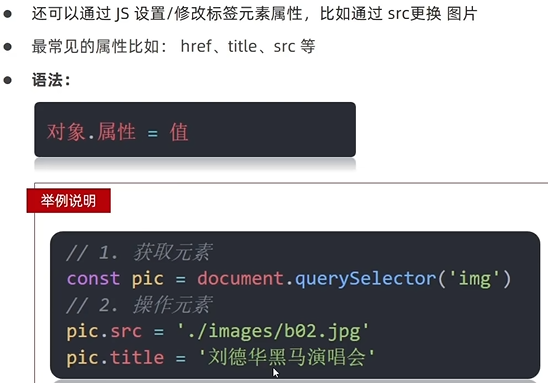 还可以通过 JS 设置/修改标签元素属性，比如通过 src更换 图片
最常见的属性比如： href、title、src 等
语法：
对象.属性 = 值
举例说明
// 1. 获取元素
const pic = document.querySelector('img')
// 2. 操作元素
pic.src = './images/b02.jpg'
pic.title = '刘德华黑马演唱会'